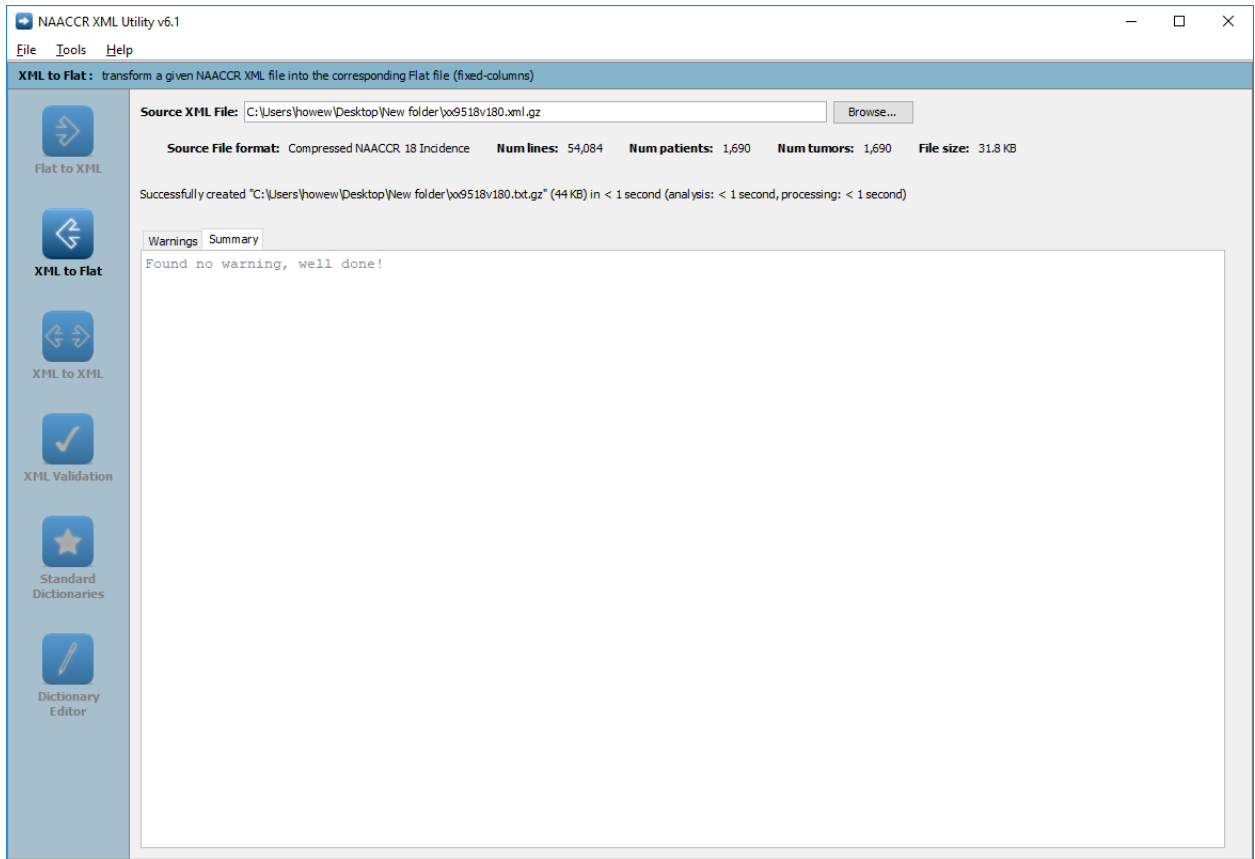 NAACCR XML Utility v6.1
File Tools Help
XML to Flat : transform a given NAACCR XML file into the corresponding Flat file (fixed-columns)
Flat to XML
XML to Flat
XML to XML
XML Validation
Standard
Dictionaries
Dictionary
Editor
Source XML File: C:\Users\howew\Desktop\New folder\xx9518v180.xml.gz Browse...
Source File format: Compressed NAACCR 18 Incidence Num lines: 54,084 Num patients: 1,690 Num tumors: 1,690 File size: 31.8 KB
Successfully created "C:\Users\howew\Desktop\New folder\xx9518v180.txt.gz" (44 KB) in < 1 second (analysis: < 1 second, processing: < 1 second)
Warnings Summary
Found no warning, well done!